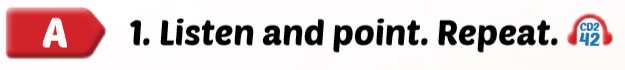 A 1. Listen and point. Repeat. CD2 42